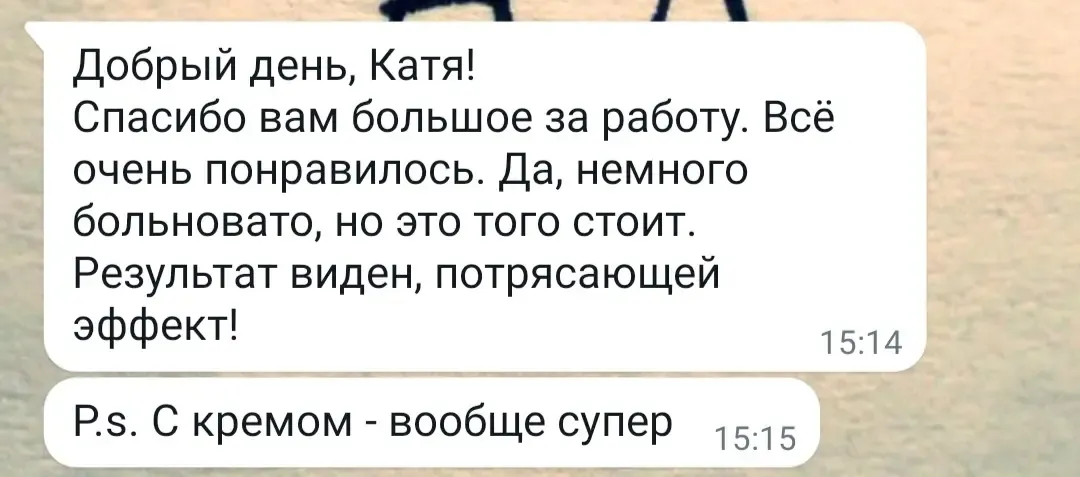 Добрый день, Катя!
Спасибо вам большое за работу. Всё
очень понравилось. Да, немного
больновато, но это того стоит.
Результат виден, потрясающей
эффект!
15:14
P.s. С кремом - вообще супер
15:15